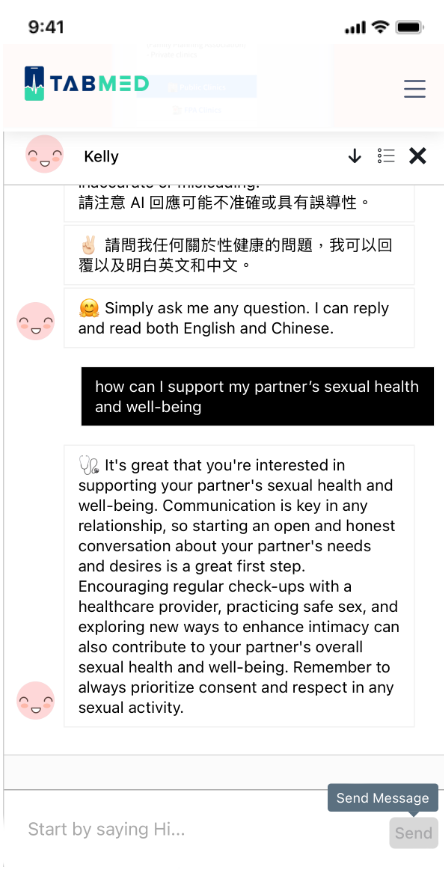 9:41
TABMED
Kelly
inaccurate or misleading.
請注意 AI 回應可能不准確或具有誤導性。
✌🏻 請問我任何關於性健康的問題，我可以回
覆以及明白英文和中文。
🤗 Simply ask me any question. I can reply
and read both English and Chinese.
how can I support my partner’s sexual health
and well-being
🩺 It's great that you're interested in
supporting your partner's sexual health and
well-being. Communication is key in any
relationship, so starting an open and honest
conversation about your partner's needs
and desires is a great first step.
Encouraging regular check-ups with a
healthcare provider, practicing safe sex, and
exploring new ways to enhance intimacy can
also contribute to your partner's overall
sexual health and well-being. Remember to
always prioritize consent and respect in any
sexual activity.
Send Message
Start by saying Hi...
Send